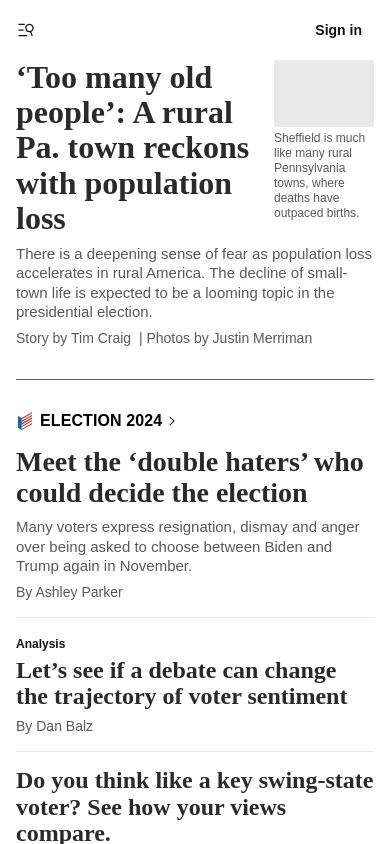 Sign in
‘Too many old
people’: A rural
Pa. town reckons
with population
loss
Sheffield is much
like many rural
Pennsylvania
towns, where
deaths have
outpaced births.
There is a deepening sense of fear as population loss
accelerates in rural America. The decline of small-
town life is expected to be a looming topic in the
presidential election.
Story by Tim Craig | Photos by Justin Merriman
ELECTION 2024
Meet the ‘double haters’ who
could decide the election
Many voters express resignation, dismay and anger
over being asked to choose between Biden and
Trump again in November.
By Ashley Parker
Analysis
Let’s see if a debate can change
the trajectory of voter sentiment
By Dan Balz
Do you think like a key swing-state
voter? See how your views
compare.